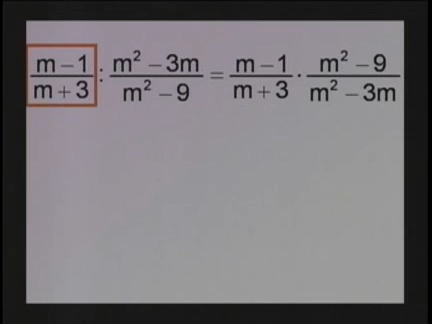 (m − 1)/(m + 3) : (m² − 3m)/(m² − 9) = (m − 1)/(m + 3) · (m² − 9)/(m² − 3m)